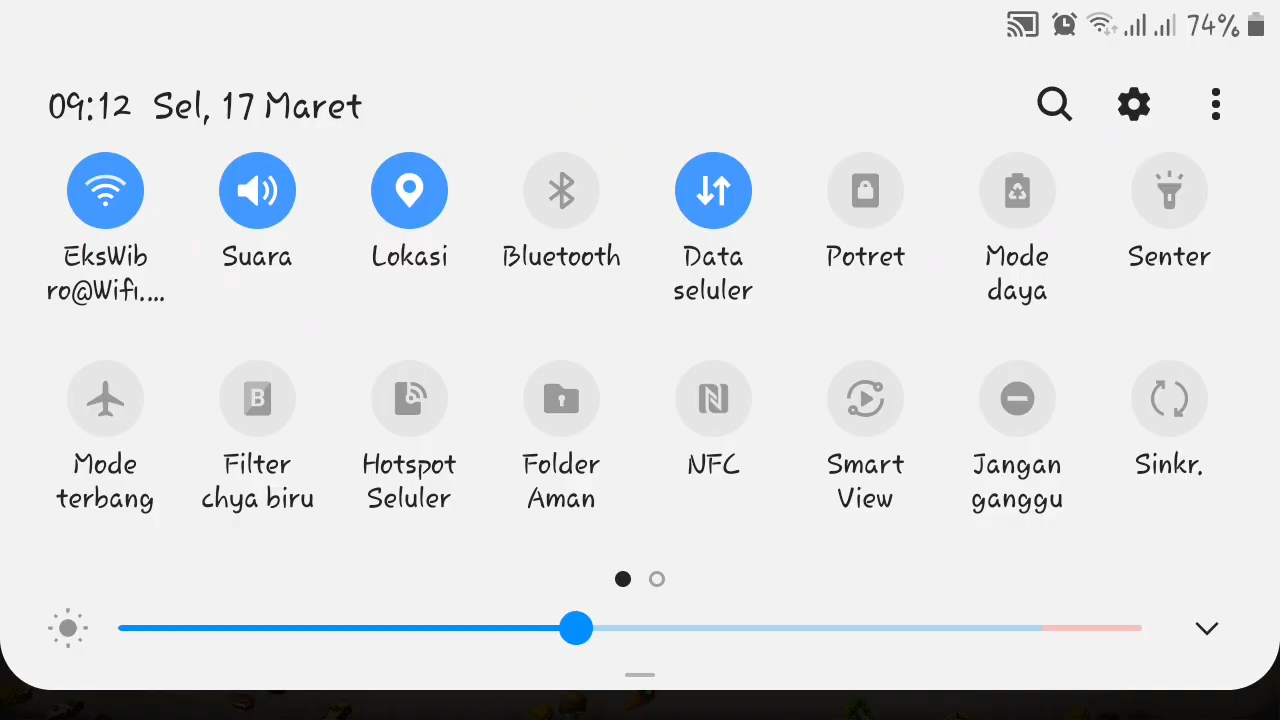 74%
09:12 Sel, 17 Maret
EksWib
ro@Wifi....
Suara
Lokasi
Bluetooth
Data
seluler
Potret
Mode
daya
Senter
Mode
terbang
B
Filter
chya biru
Hotspot
Seluler
Folder
Aman
NFC
Smart
View
Jangan
ganggu
Sinkr.